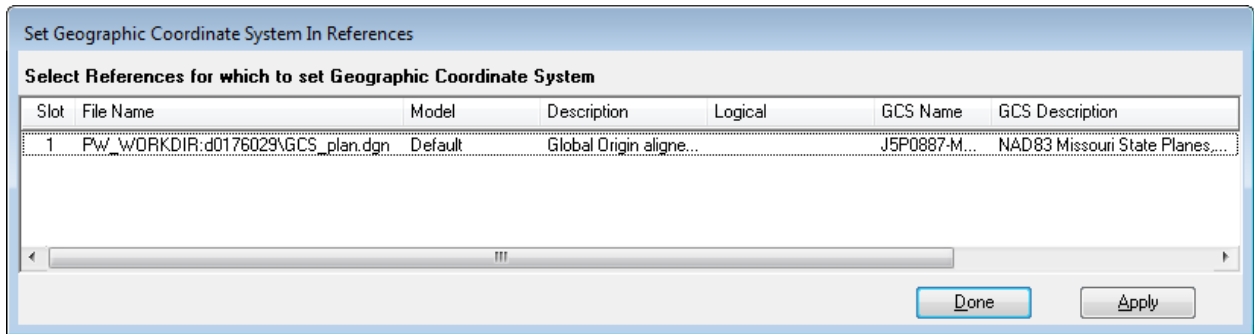 Set Geographic Coordinate System In References
Select References for which to set Geographic Coordinate System
Slot File Name Model Description Logical GCS Name GCS Description
1 PW_WORKDIR:d0176029\GCS_plan.dgn Default Global Origin aligne... J5P0887-M... NAD83 Missouri State Planes,...
Done Apply